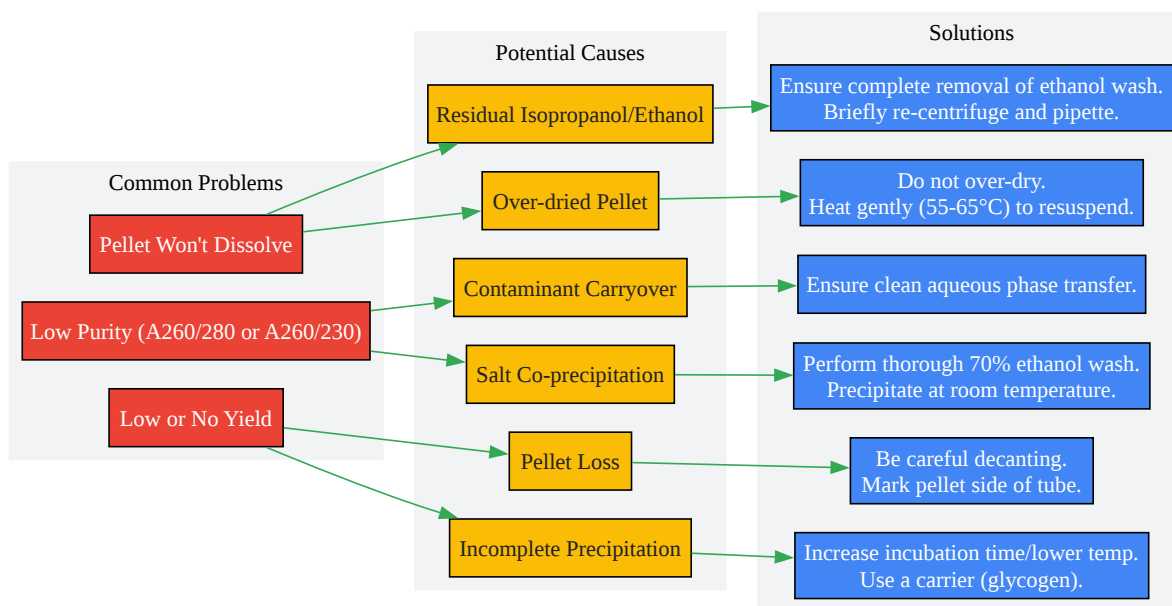 Common Problems
Pellet Won't Dissolve
Low Purity (A260/280 or A260/230)
Low or No Yield
Potential Causes
Residual Isopropanol/Ethanol
Over-dried Pellet
Contaminant Carryover
Salt Co-precipitation
Pellet Loss
Incomplete Precipitation
Solutions
Ensure complete removal of ethanol wash.
Briefly re-centrifuge and pipette.
Do not over-dry.
Heat gently (55-65°C) to resuspend.
Ensure clean aqueous phase transfer.
Perform thorough 70% ethanol wash.
Precipitate at room temperature.
Be careful decanting.
Mark pellet side of tube.
Increase incubation time/lower temp.
Use a carrier (glycogen).